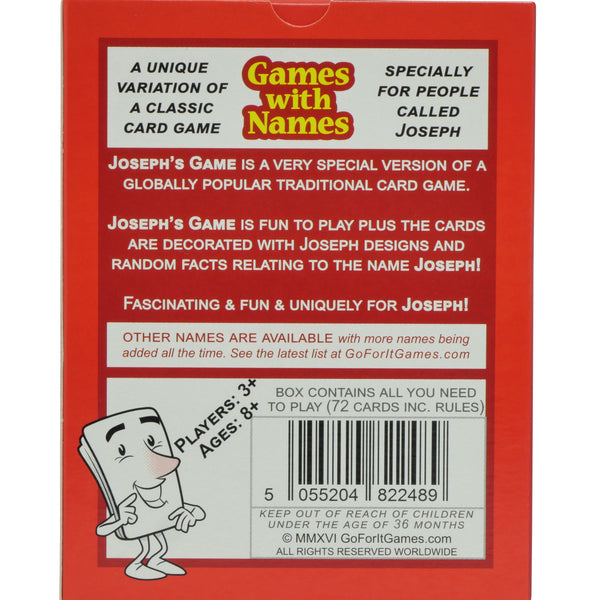 A UNIQUE
VARIATION OF
A CLASSIC
CARD GAME
Games
with
Names
SPECIALLY
FOR PEOPLE
CALLED
JOSEPH
JOSEPH'S GAME IS A VERY SPECIAL VERSION OF A
GLOBALLY POPULAR TRADITIONAL CARD GAME.
JOSEPH'S GAME IS FUN TO PLAY PLUS THE CARDS
ARE DECORATED WITH JOSEPH DESIGNS AND
RANDOM FACTS RELATING TO THE NAME JOSEPH!
FASCINATING & FUN & UNIQUELY FOR JOSEPH!
OTHER NAMES ARE AVAILABLE with more names being
added all the time. See the latest list at GoForItGames.com
PLAYERS: 3+
AGES: 8+
BOX CONTAINS ALL YOU NEED
TO PLAY (72 CARDS INC. RULES)
5 055204 822489
KEEP OUT OF REACH OF CHILDREN
UNDER THE AGE OF 36 MONTHS
© MMXVI GoForItGames.com
ALL RIGHTS RESERVED WORLDWIDE